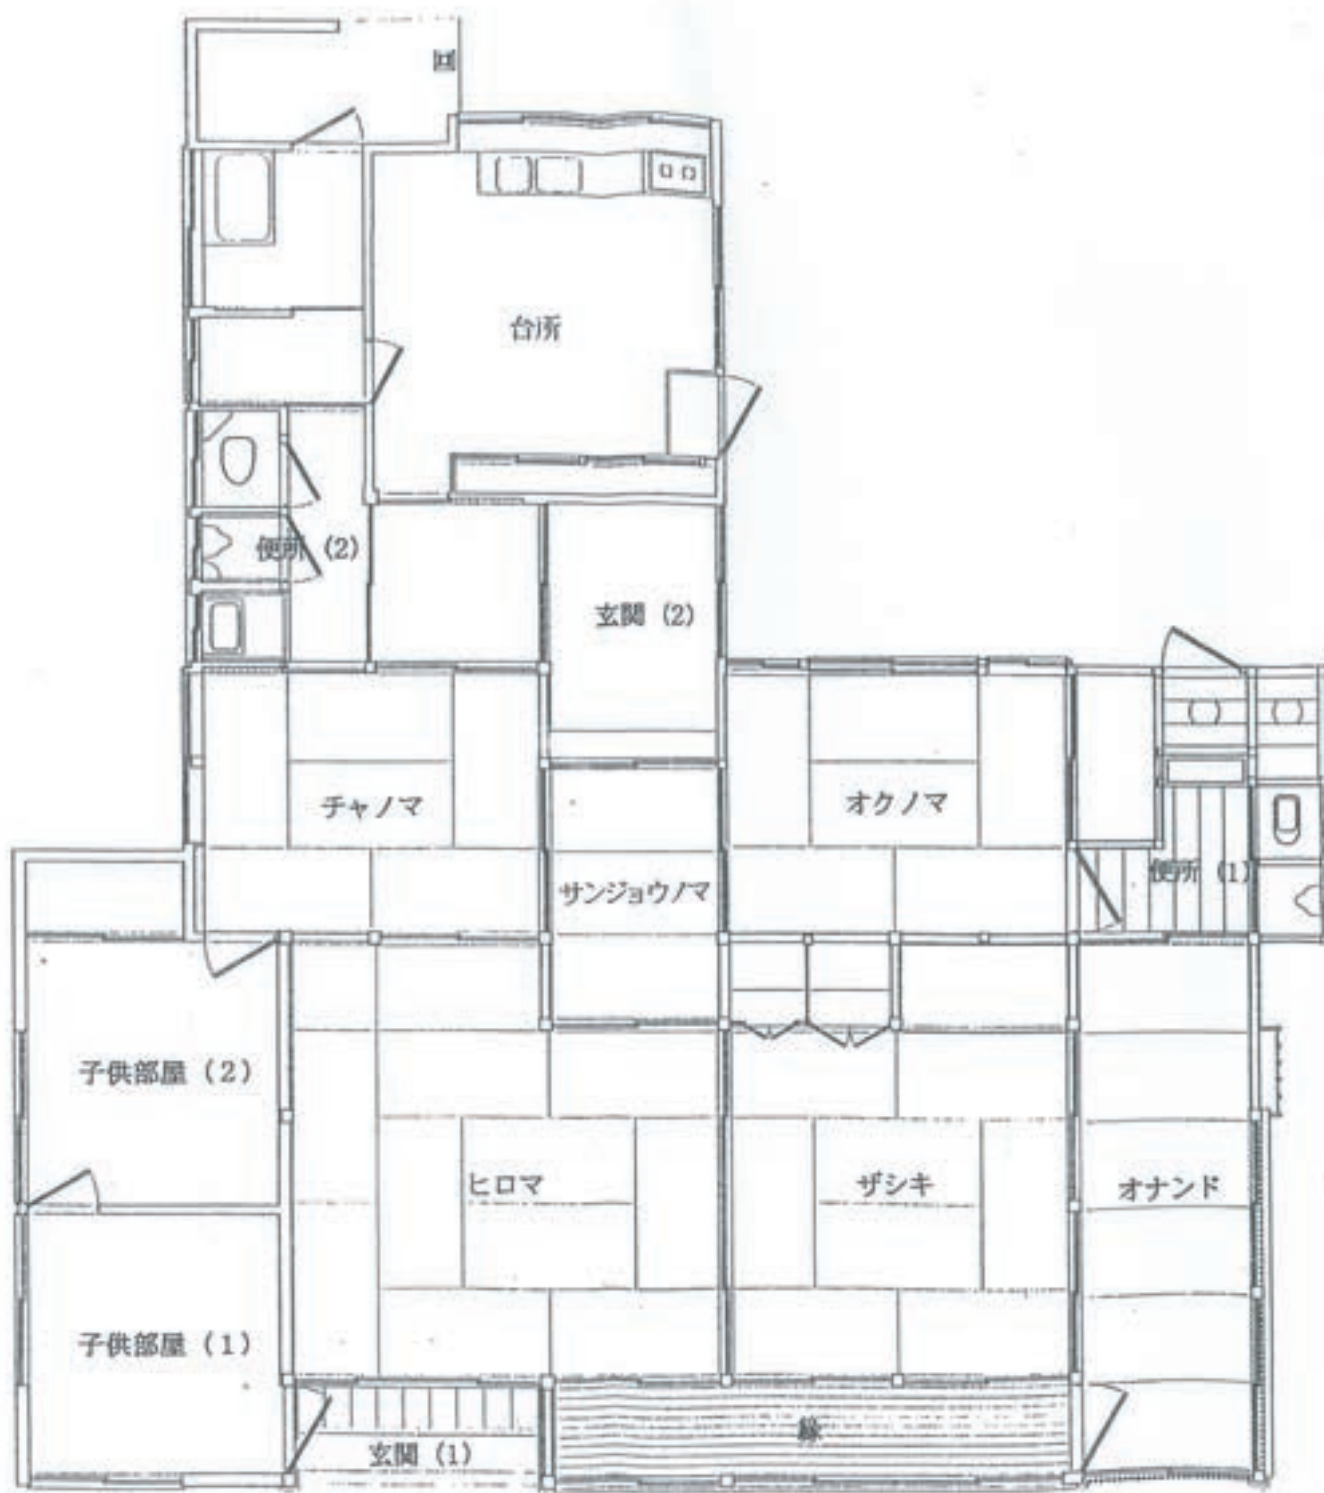 台所
便所 (2)
玄関 (2)
チャノマ
オクノマ
サンジョウノマ
便所 (1)
子供部屋 (2)
ヒロマ
ザシキ
オナンド
子供部屋 (1)
縁
玄関 (1)